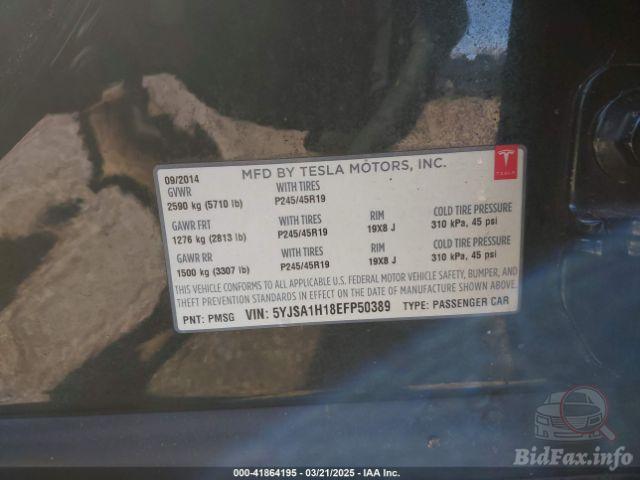 09/2014 MFD BY TESLA MOTORS, INC.
TESLA
GVWR WITH TIRES
2590 kg (5710 lb) P245/45R19
GAWR FRT WITH TIRES RIM COLD TIRE PRESSURE
1276 kg (2813 lb) P245/45R19 19X8 J 310 kPa, 45 psi
GAWR RR WITH TIRES RIM COLD TIRE PRESSURE
1500 kg (3307 lb) P245/45R19 19X8 J 310 kPa, 45 psi
THIS VEHICLE CONFORMS TO ALL APPLICABLE U.S. FEDERAL MOTOR VEHICLE SAFETY, BUMPER, AND
THEFT PREVENTION STANDARDS IN EFFECT ON THE DATE OF MANUFACTURE SHOWN ABOVE.
PNT: PMSG VIN: 5YJSA1H18EFP50389 TYPE: PASSENGER CAR
BidFax.info
000-41864195 - 03/21/2025 - IAA Inc.